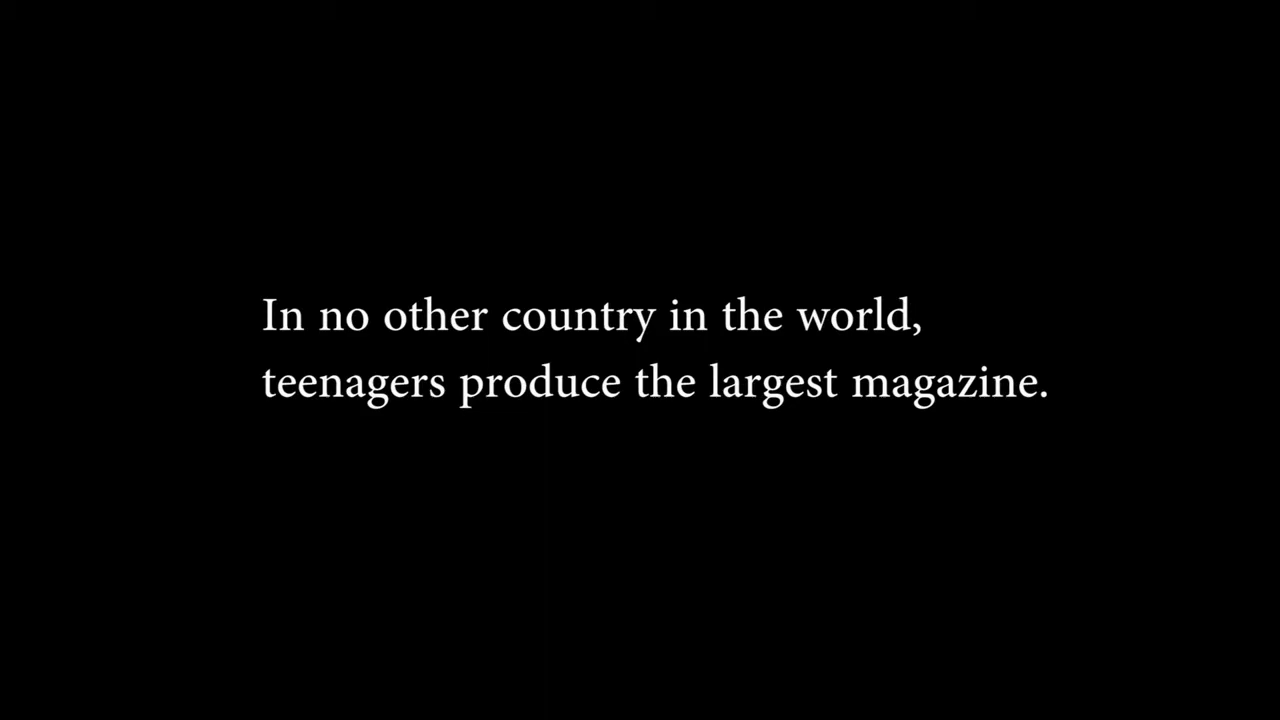 In no other country in the world,
teenagers produce the largest magazine.